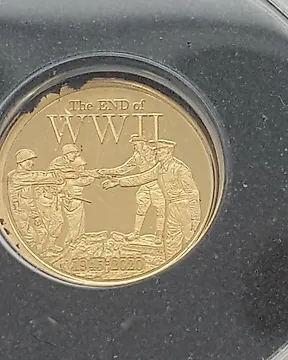 The END of
WWII
1945-2020